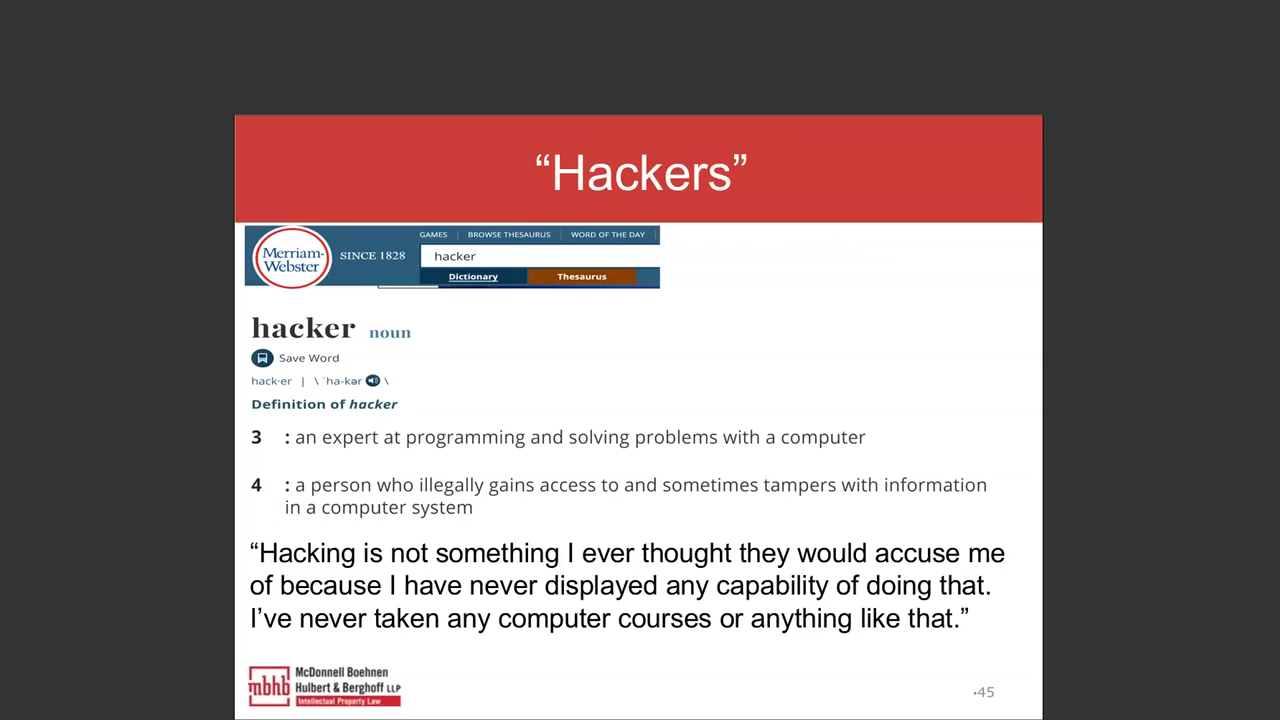 “Hackers”
GAMES | BROWSE THESAURUS | WORD OF THE DAY |
Merriam-
Webster
SINCE 1828
hacker
Dictionary Thesaurus
hacker noun
Save Word
hack·er | \ ˈha-kər \
Definition of hacker
3 : an expert at programming and solving problems with a computer
4 : a person who illegally gains access to and sometimes tampers with information
in a computer system
“Hacking is not something I ever thought they would accuse me
of because I have never displayed any capability of doing that.
I’ve never taken any computer courses or anything like that.”
mbhb
McDonnell Boehnen
Hulbert & Berghoff LLP
Intellectual Property Law
•45